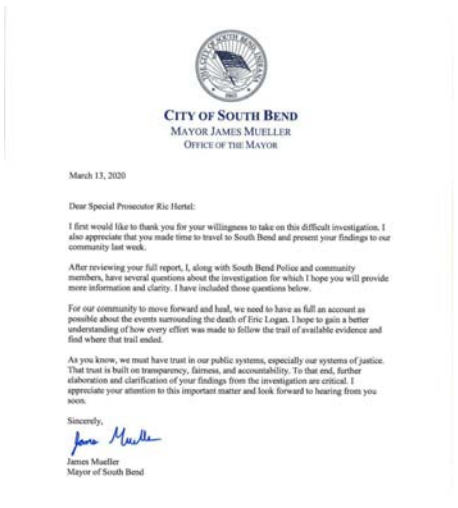 THE CITY OF SOUTH BEND, INDIANA
1865
CITY OF SOUTH BEND
MAYOR JAMES MUELLER
OFFICE OF THE MAYOR
March 13, 2020
Dear Special Prosecutor Ric Hertel:
I first would like to thank you for your willingness to take on this difficult investigation. I
also appreciate that you made time to travel to South Bend and present your findings to our
community last week.
After reviewing your full report, I, along with South Bend Police and community
members, have several questions about the investigation for which I hope you will provide
more information and clarity. I have included those questions below.
For our community to move forward and heal, we need to have as full an account as
possible about the events surrounding the death of Eric Logan. I hope to gain a better
understanding of how every effort was made to follow the trail of available evidence and
find where that trail ended.
As you know, we must have trust in our public systems, especially our systems of justice.
That trust is built on transparency, fairness, and accountability. To that end, further
elaboration and clarification of your findings from the investigation are critical. I
appreciate your attention to this important matter and look forward to hearing from you
soon.
Sincerely,
James Mueller
James Mueller
Mayor of South Bend